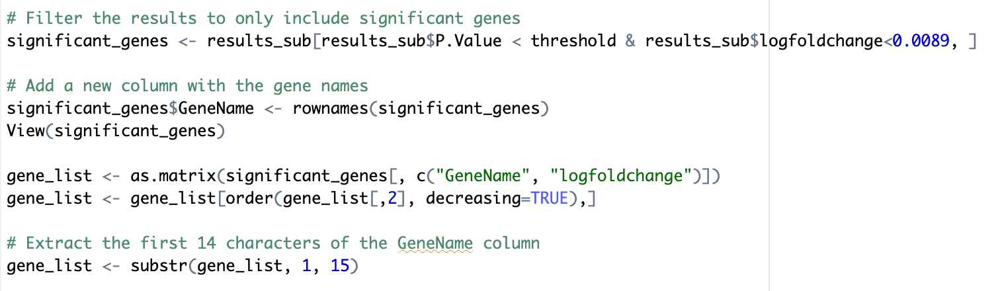 # Filter the results to only include significant genes
significant_genes <- results_sub[results_sub$P.Value < threshold & results_sub$logfoldchange<0.0089, ]
# Add a new column with the gene names
significant_genes$GeneName <- rownames(significant_genes)
View(significant_genes)
gene_list <- as.matrix(significant_genes[, c("GeneName", "logfoldchange")])
gene_list <- gene_list[order(gene_list[,2], decreasing=TRUE),]
# Extract the first 14 characters of the GeneName column
gene_list <- substr(gene_list, 1, 15)